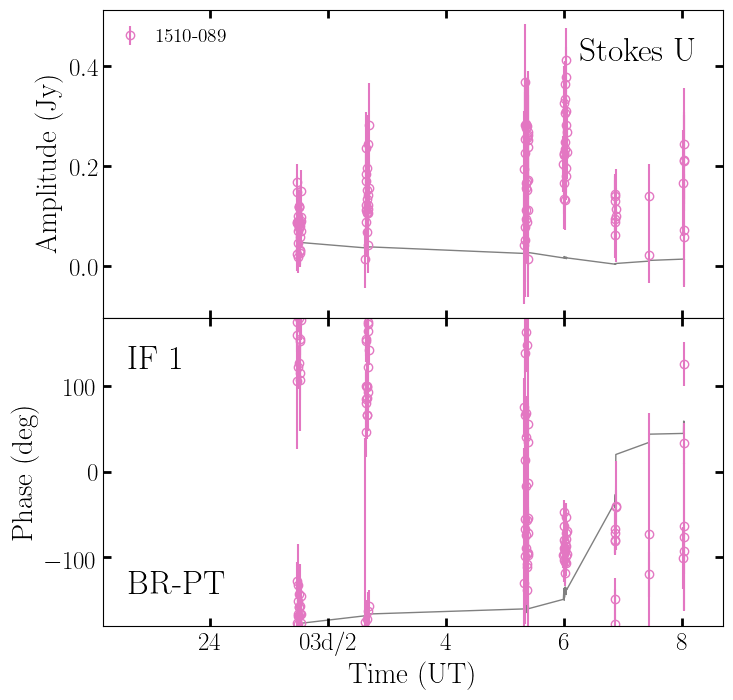 1510-089
Stokes U
Amplitude (Jy)
0.4
0.2
0.0
IF 1
BR-PT
Phase (deg)
100
0
−100
24
03d/2
4
6
8
Time (UT)